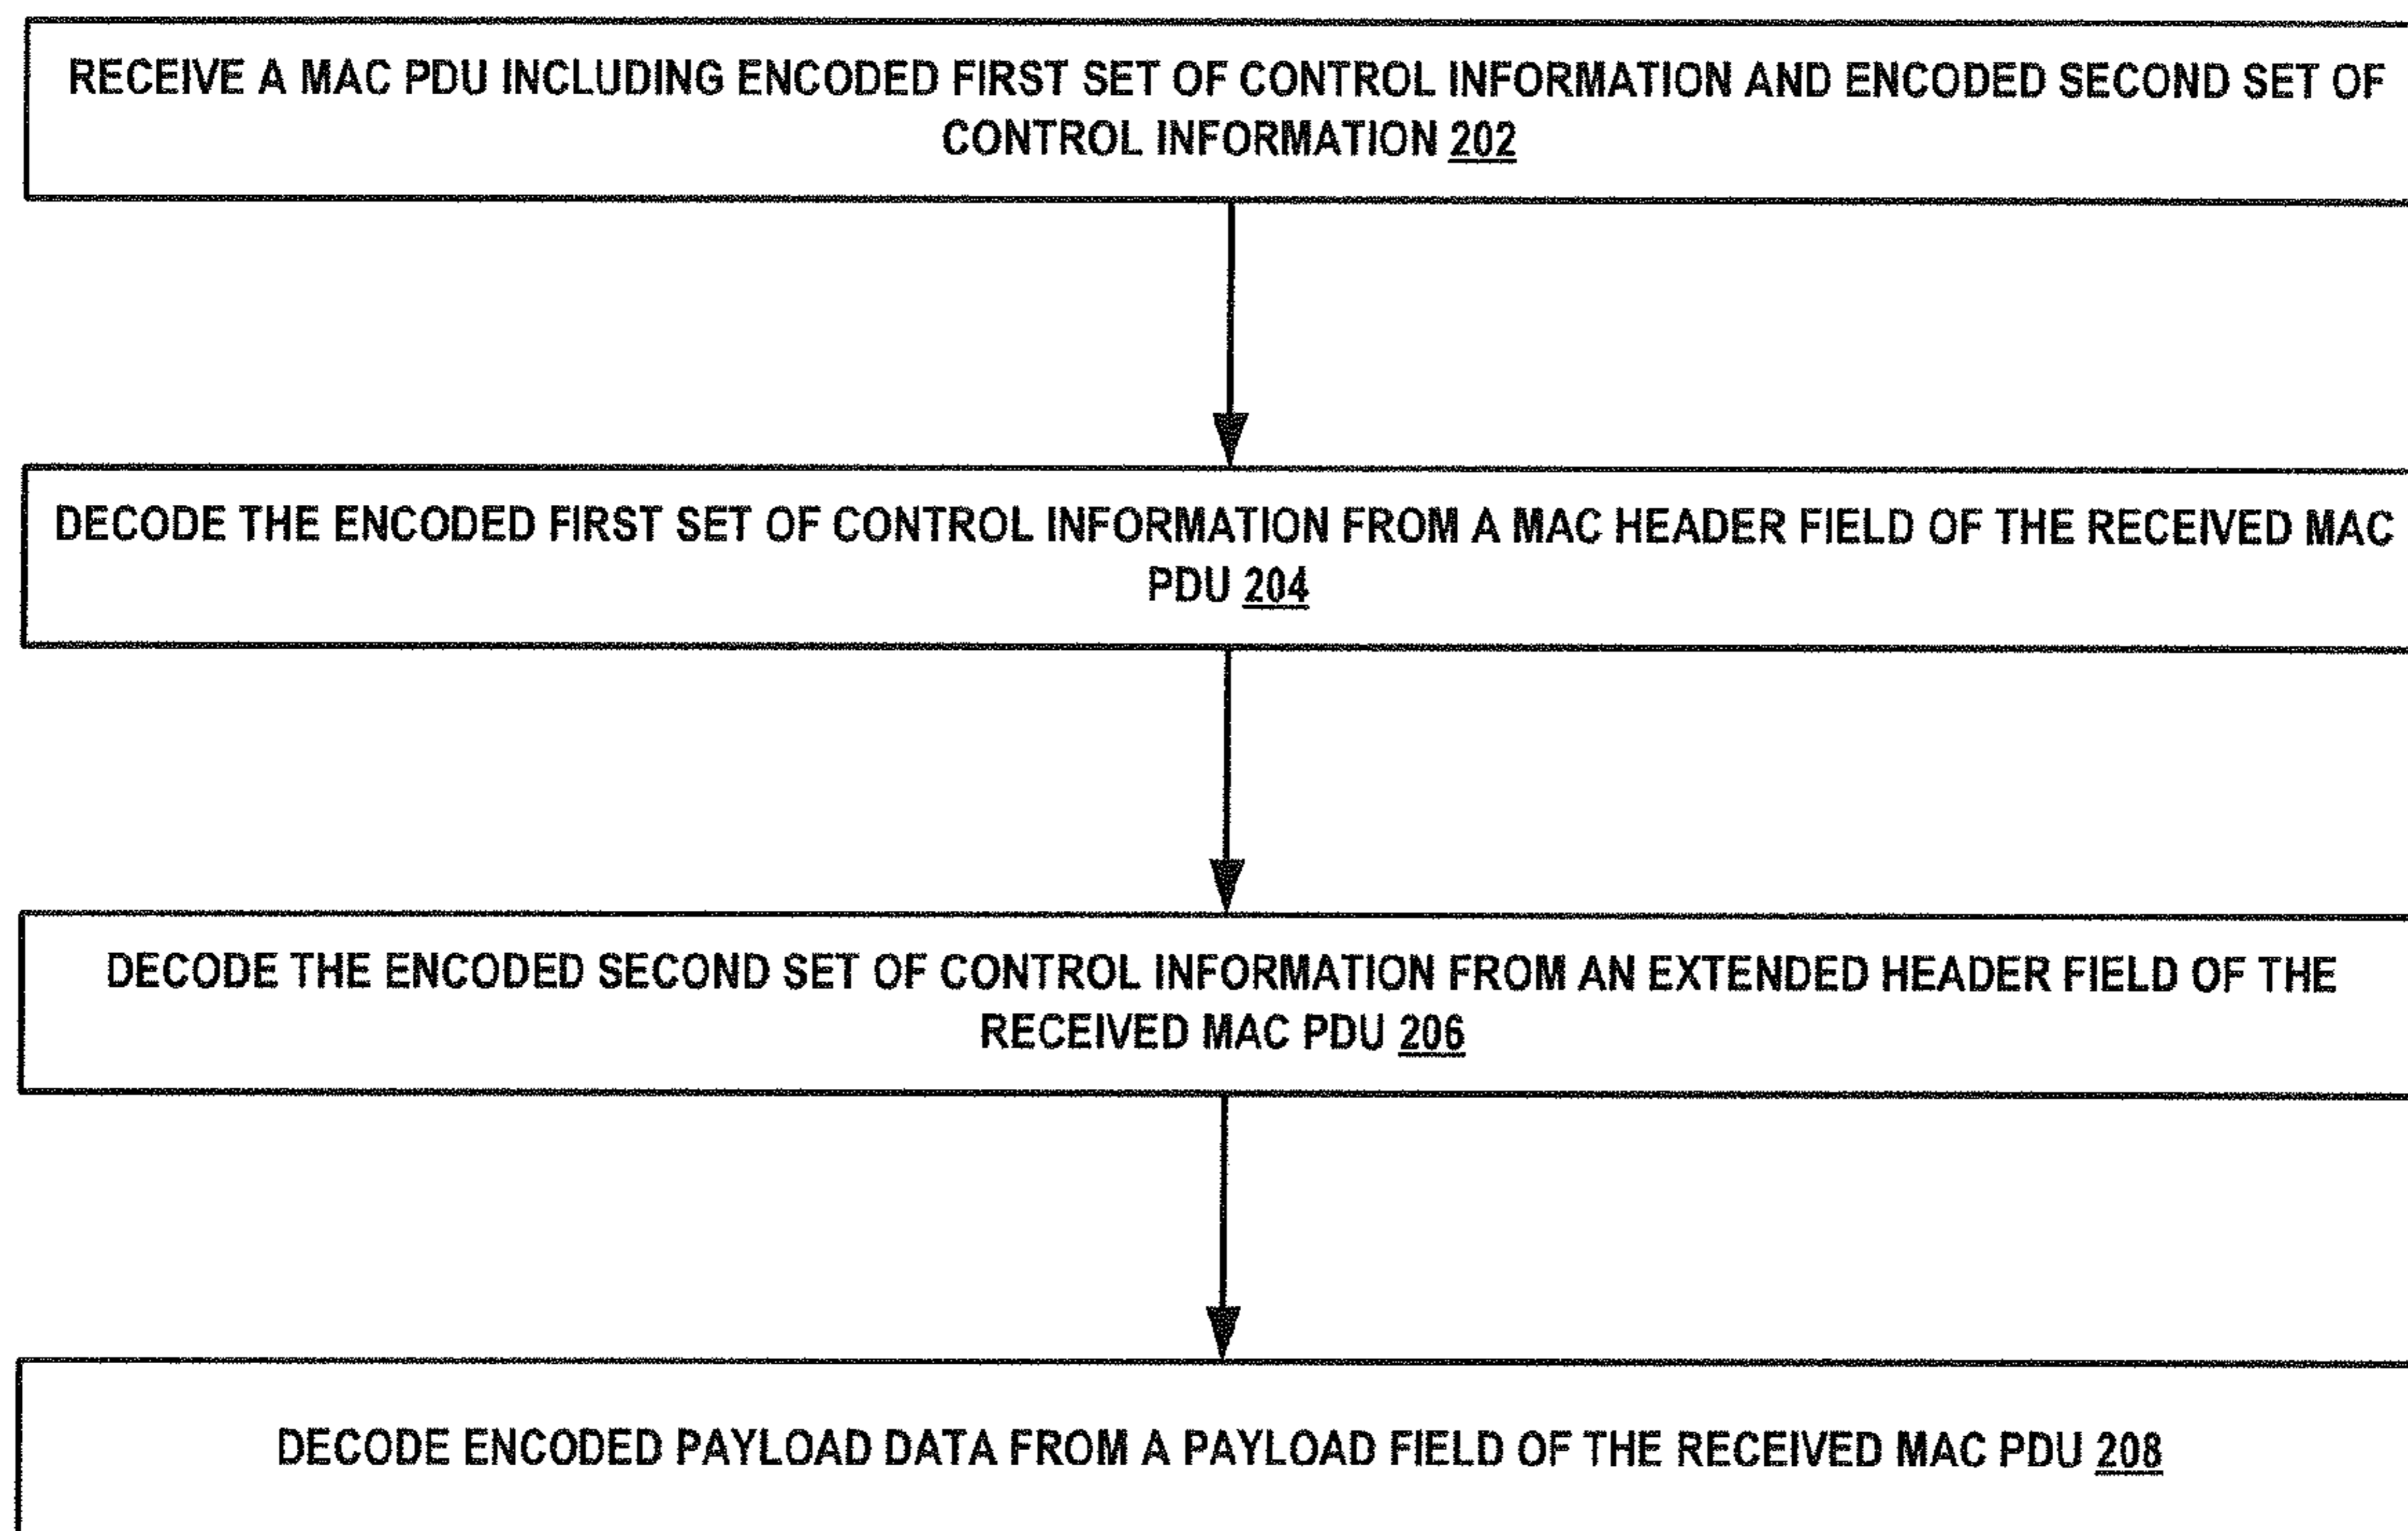 RECEIVE A MAC PDU INCLUDING ENCODED FIRST SET OF CONTROL INFORMATION AND ENCODED SECOND SET OF
CONTROL INFORMATION 202
DECODE THE ENCODED FIRST SET OF CONTROL INFORMATION FROM A MAC HEADER FIELD OF THE RECEIVED MAC
PDU 204
DECODE THE ENCODED SECOND SET OF CONTROL INFORMATION FROM AN EXTENDED HEADER FIELD OF THE
RECEIVED MAC PDU 206
DECODE ENCODED PAYLOAD DATA FROM A PAYLOAD FIELD OF THE RECEIVED MAC PDU 208